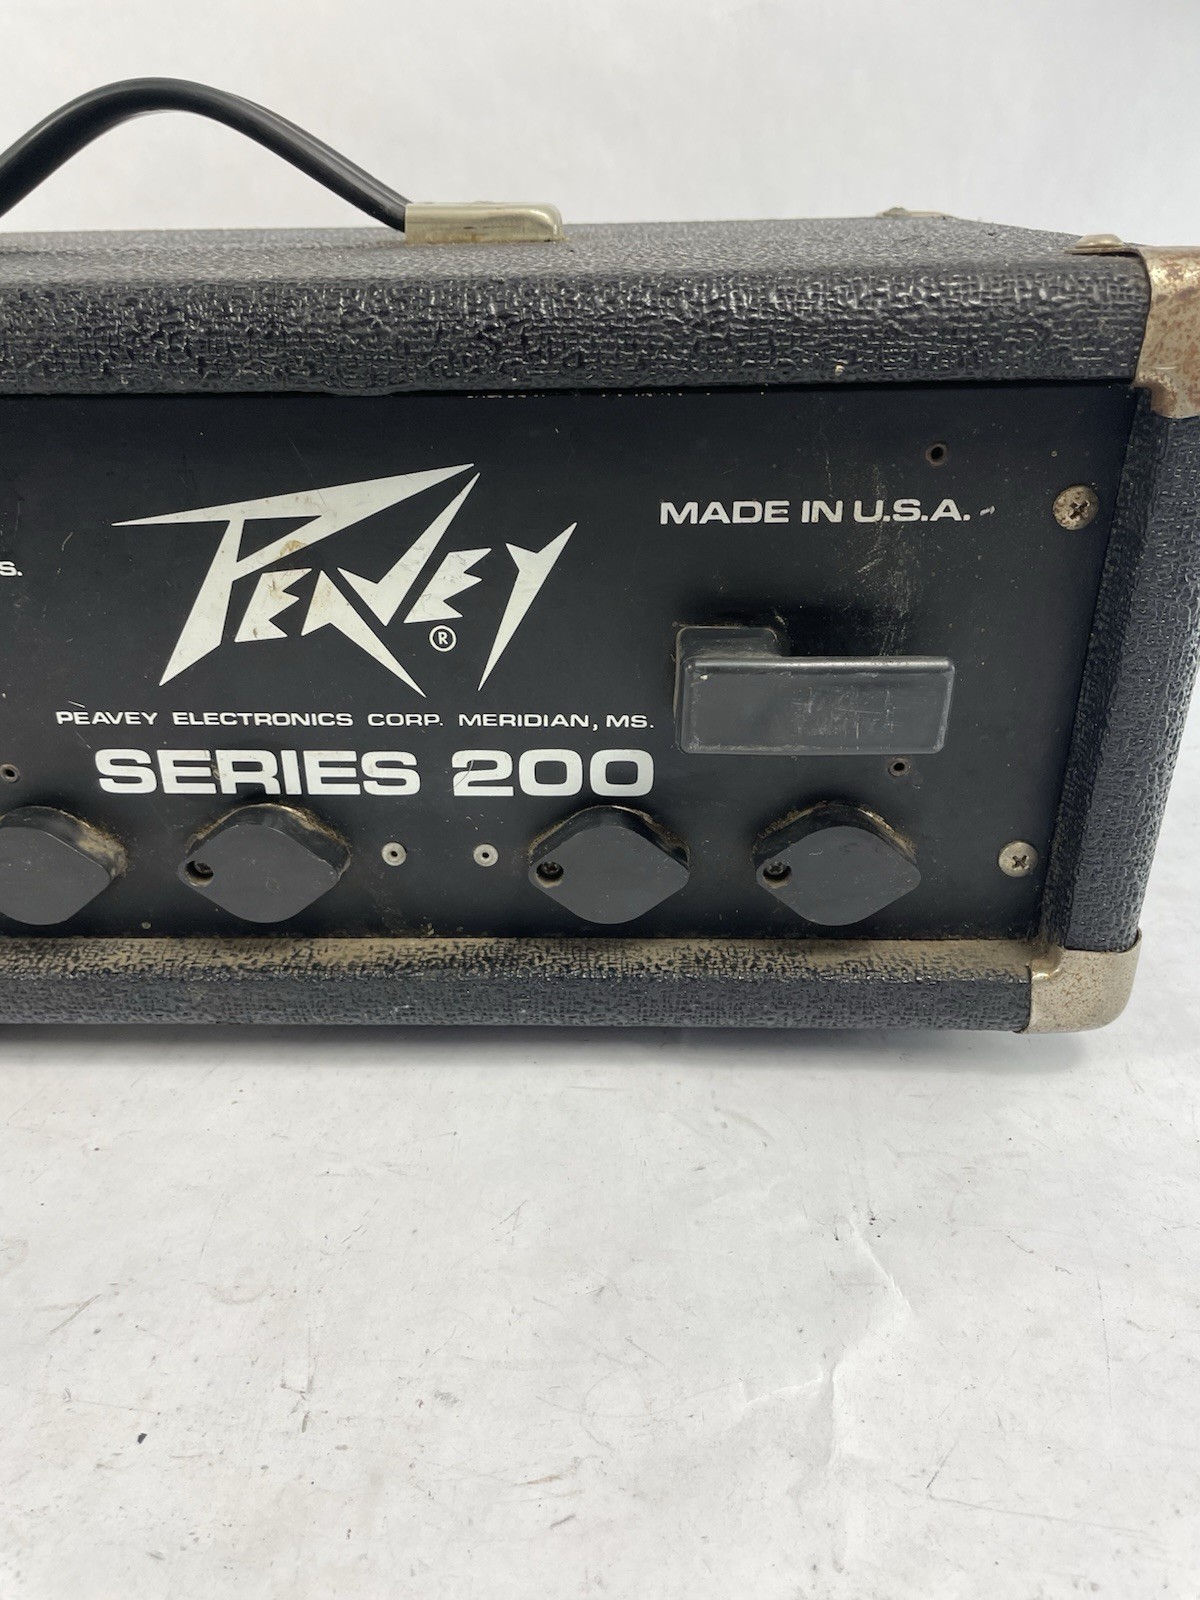 S.
PEAVEY®
MADE IN U.S.A.
PEAVEY ELECTRONICS CORP. MERIDIAN, MS.
SERIES 200